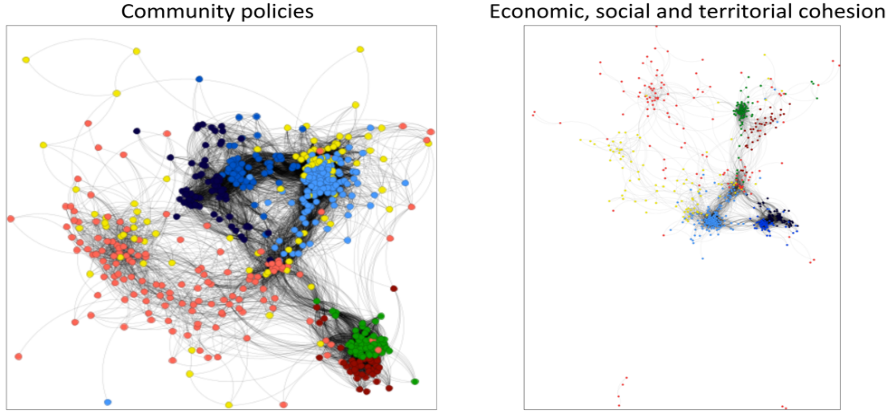 Community policies
Economic, social and territorial cohesion